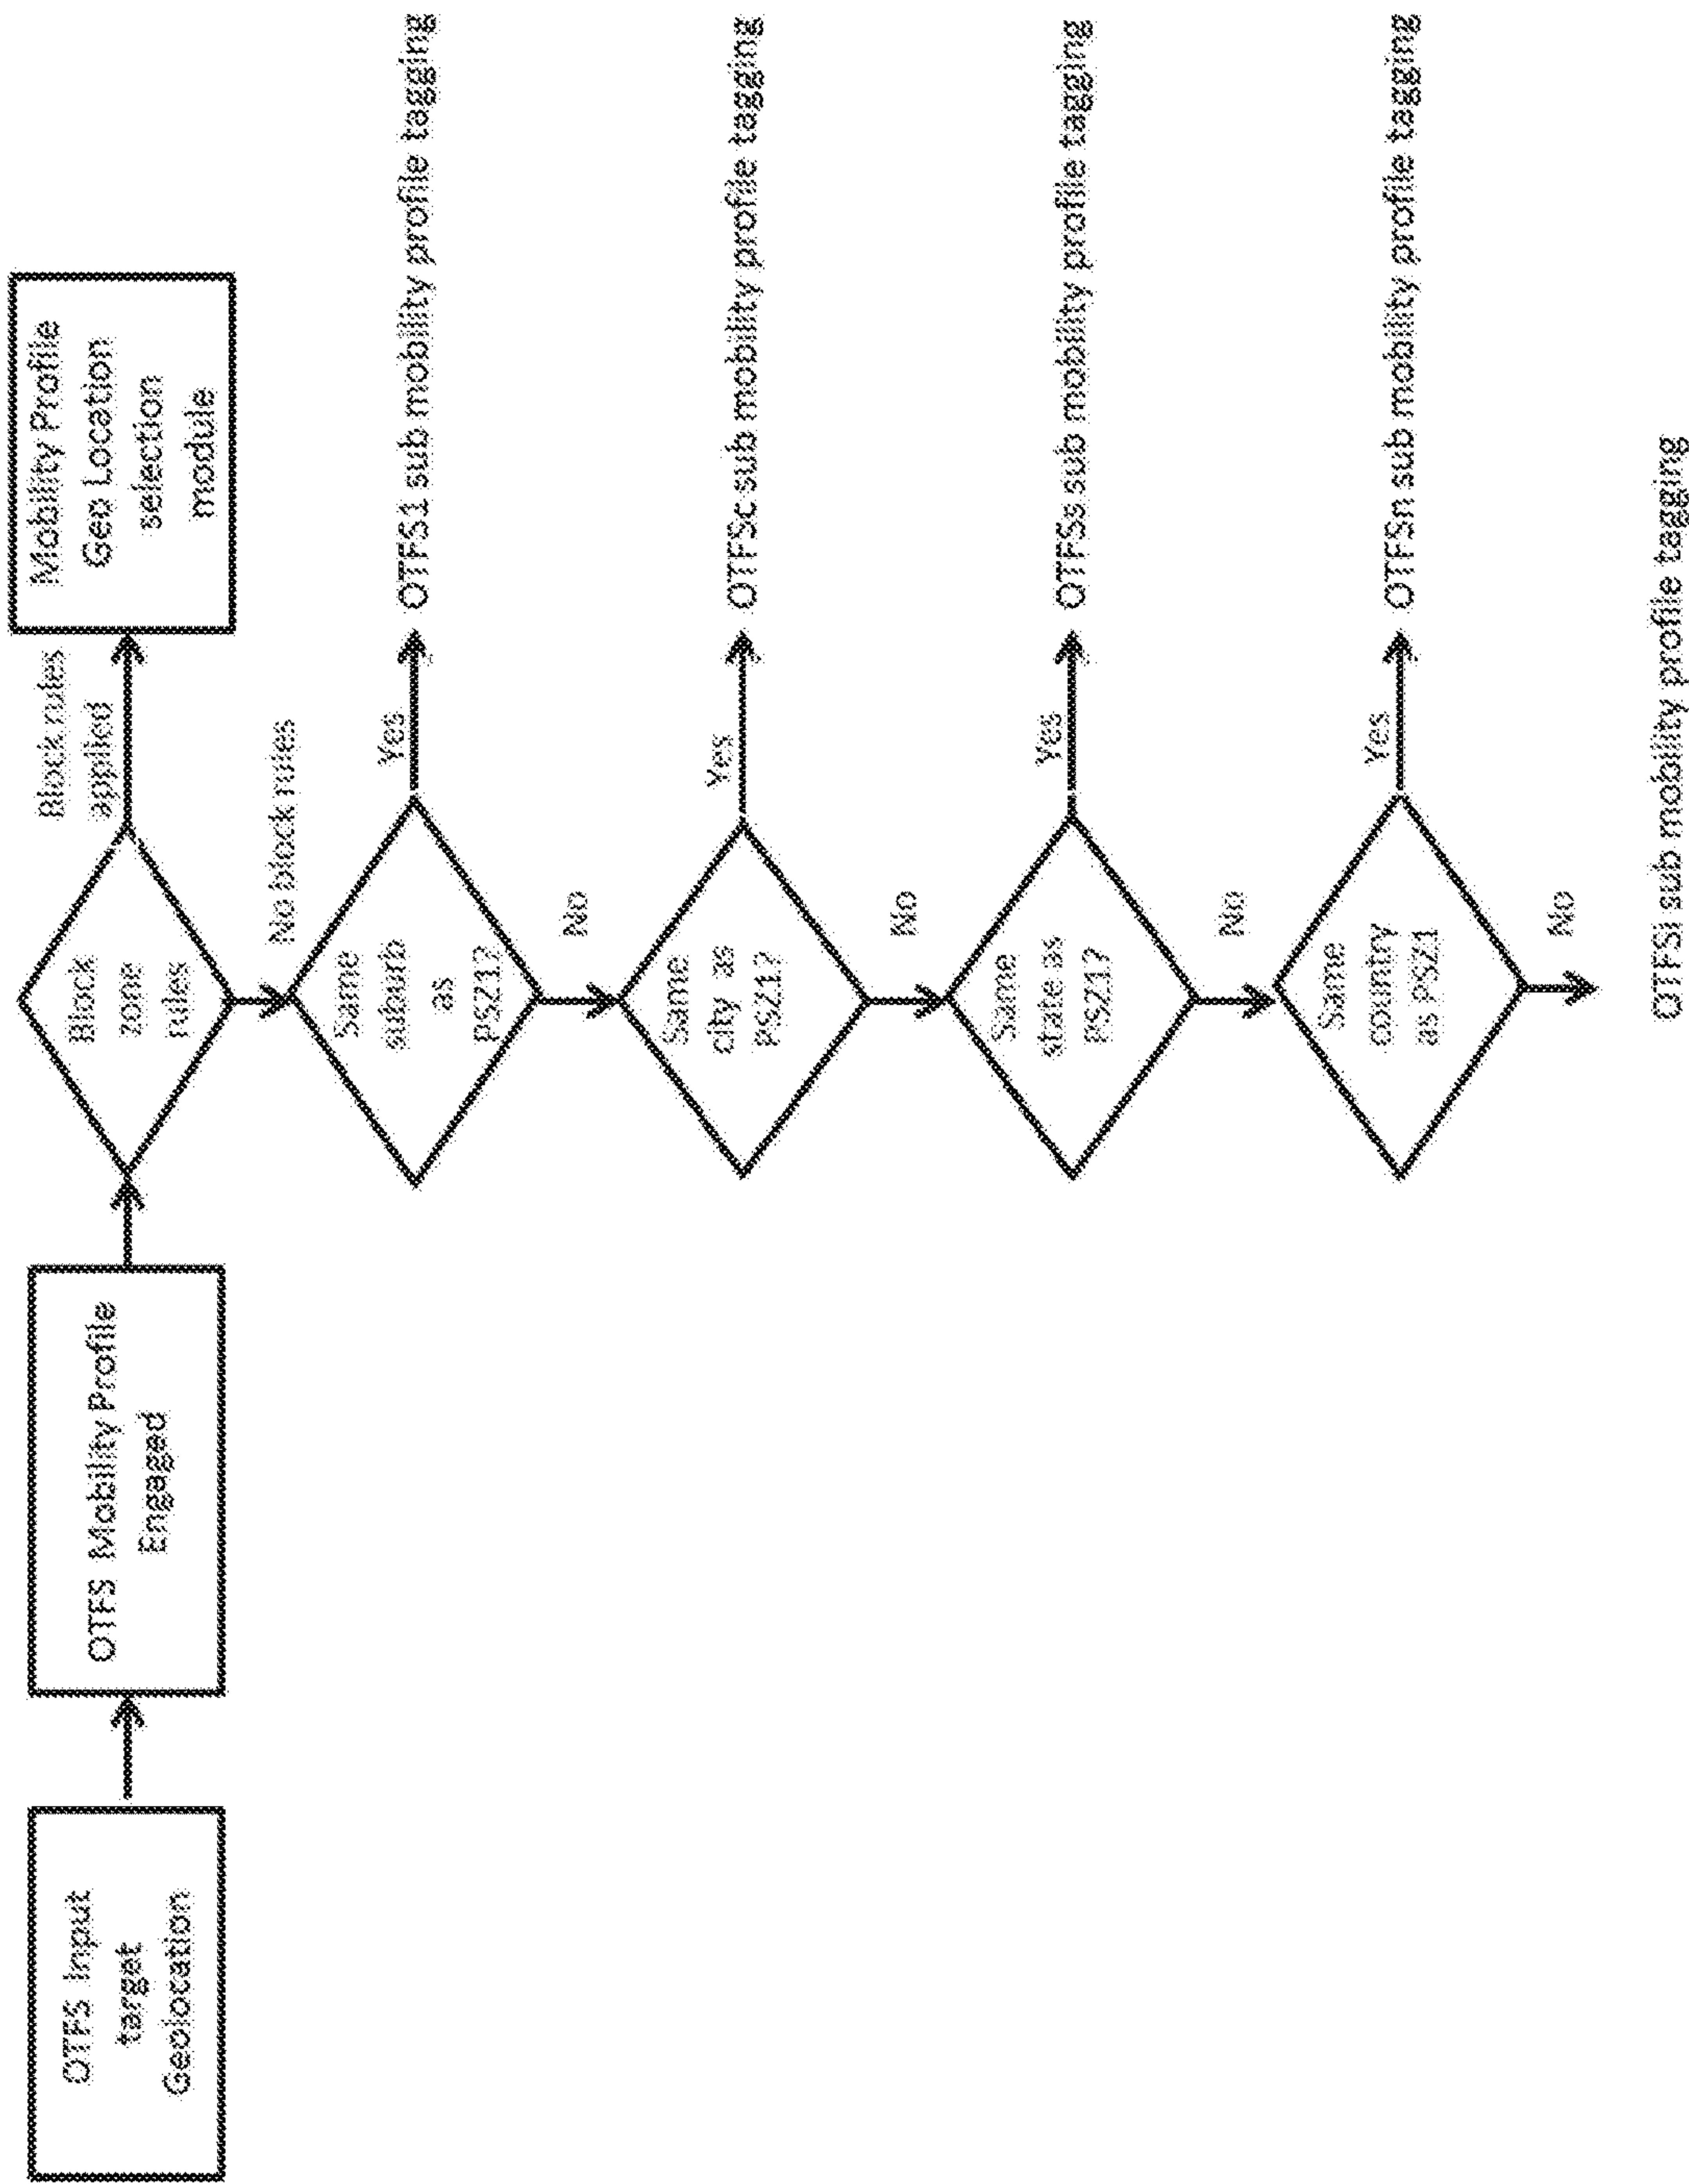 OTFS Input
target
Geolocation
OTFS Mobility Profile
Engaged
Block
zone
rules
Block rules
applied
Mobility Profile
Geo Location
selection
module
No block rules
Same
suburb
as
PSZ1?
Yes
OTFS1 sub mobility profile tagging
No
Same
city as
PSZ1?
Yes
OTFSc sub mobility profile tagging
No
Same
state as
PSZ1?
Yes
OTFSs sub mobility profile tagging
No
Same
country
as PSZ1
Yes
OTFSn sub mobility profile tagging
No
OTFSi sub mobility profile tagging